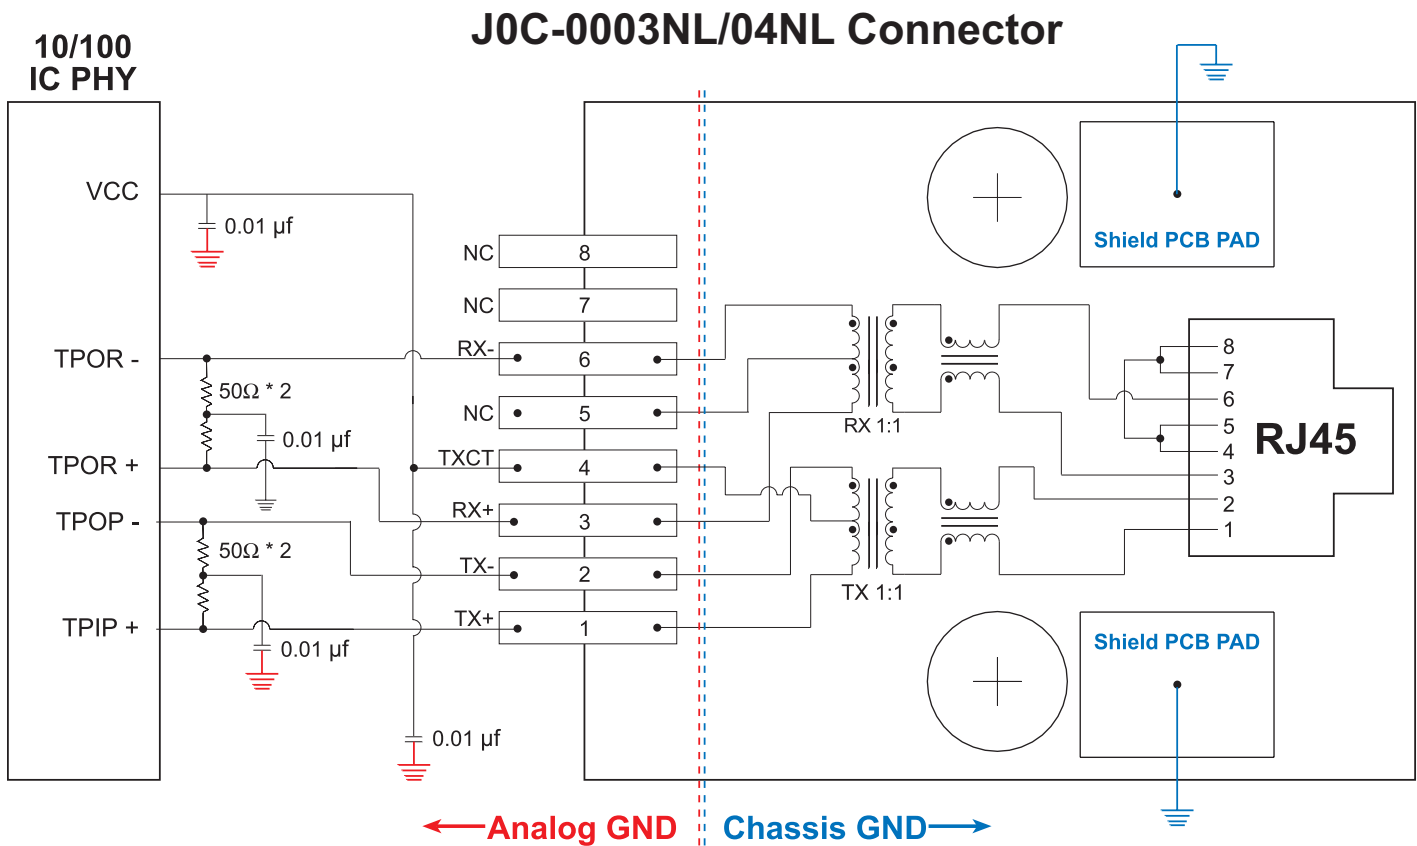 J0C-0003NL/04NL Connector
10/100
IC PHY
VCC
0.01 µf
TPOR -
50Ω * 2
0.01 µf
TPOR +
TPOP -
50Ω * 2
TPIP +
0.01 µf
0.01 µf
NC 8
NC 7
RX- 6
NC 5
TXCT 4
RX+ 3
TX- 2
TX+ 1
RX 1:1
TX 1:1
Shield PCB PAD
8
7
6
5
4
3
2
1
RJ45
Shield PCB PAD
Analog GND
Chassis GND